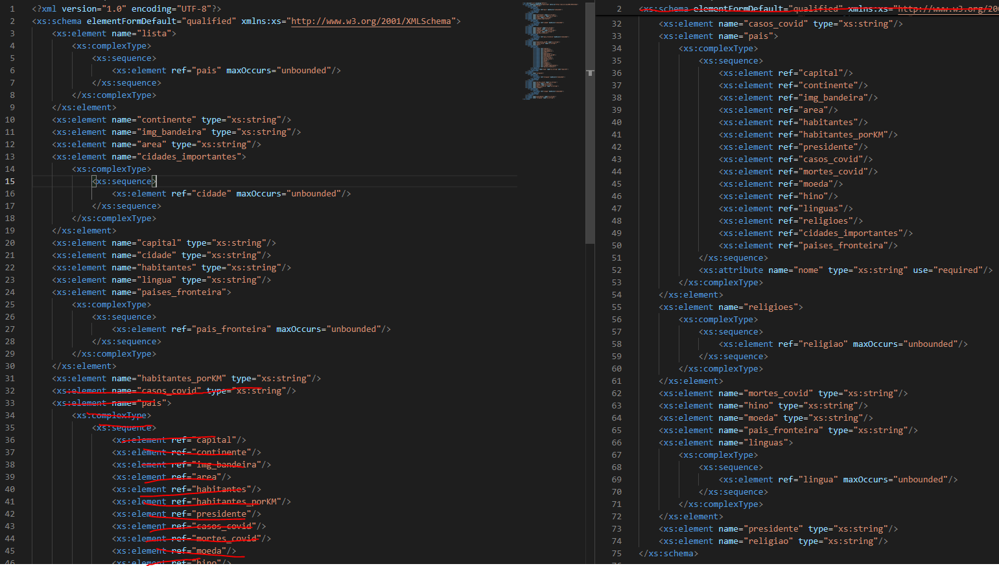 1 <?xml version="1.0" encoding="UTF-8"?>
2 <xs:schema elementFormDefault="qualified" xmlns:xs="http://www.w3.org/2001/XMLSchema">
3 <xs:element name="lista">
4 <xs:complexType>
5 <xs:sequence>
6 <xs:element ref="pais" maxOccurs="unbounded"/>
7 </xs:sequence>
8 </xs:complexType>
9 </xs:element>
10 <xs:element name="continente" type="xs:string"/>
11 <xs:element name="img_bandeira" type="xs:string"/>
12 <xs:element name="area" type="xs:string"/>
13 <xs:element name="cidades_importantes">
14 <xs:complexType>
15 <xs:sequence>
16 <xs:element ref="cidade" maxOccurs="unbounded"/>
17 </xs:sequence>
18 </xs:complexType>
19 </xs:element>
20 <xs:element name="capital" type="xs:string"/>
21 <xs:element name="cidade" type="xs:string"/>
22 <xs:element name="habitantes" type="xs:string"/>
23 <xs:element name="lingua" type="xs:string"/>
24 <xs:element name="paises_fronteira">
25 <xs:complexType>
26 <xs:sequence>
27 <xs:element ref="pais_fronteira" maxOccurs="unbounded"/>
28 </xs:sequence>
29 </xs:complexType>
30 </xs:element>
31 <xs:element name="habitantes_porKM" type="xs:string"/>
32 <xs:element name="casos_covid" type="xs:string"/>
33 <xs:element name="pais">
34 <xs:complexType>
35 <xs:sequence>
36 <xs:element ref="capital"/>
37 <xs:element ref="continente"/>
38 <xs:element ref="img_bandeira"/>
39 <xs:element ref="area"/>
40 <xs:element ref="habitantes"/>
41 <xs:element ref="habitantes_porKM"/>
42 <xs:element ref="presidente"/>
43 <xs:element ref="casos_covid"/>
44 <xs:element ref="mortes_covid"/>
45 <xs:element ref="moeda"/>
46 <xs:element ref="hino"/>
2 <xs:schema elementFormDefault="qualified" xmlns:xs="http://www.w3.org/20
32 <xs:element name="casos_covid" type="xs:string"/>
33 <xs:element name="pais">
34 <xs:complexType>
35 <xs:sequence>
36 <xs:element ref="capital"/>
37 <xs:element ref="continente"/>
38 <xs:element ref="img_bandeira"/>
39 <xs:element ref="area"/>
40 <xs:element ref="habitantes"/>
41 <xs:element ref="habitantes_porKM"/>
42 <xs:element ref="presidente"/>
43 <xs:element ref="casos_covid"/>
44 <xs:element ref="mortes_covid"/>
45 <xs:element ref="moeda"/>
46 <xs:element ref="hino"/>
47 <xs:element ref="linguas"/>
48 <xs:element ref="religioes"/>
49 <xs:element ref="cidades_importantes"/>
50 <xs:element ref="paises_fronteira"/>
51 </xs:sequence>
52 <xs:attribute name="nome" type="xs:string" use="required"/>
53 </xs:complexType>
54 </xs:element>
55 <xs:element name="religioes">
56 <xs:complexType>
57 <xs:sequence>
58 <xs:element ref="religiao" maxOccurs="unbounded"/>
59 </xs:sequence>
60 </xs:complexType>
61 </xs:element>
62 <xs:element name="mortes_covid" type="xs:string"/>
63 <xs:element name="hino" type="xs:string"/>
64 <xs:element name="moeda" type="xs:string"/>
65 <xs:element name="pais_fronteira" type="xs:string"/>
66 <xs:element name="linguas">
67 <xs:complexType>
68 <xs:sequence>
69 <xs:element ref="lingua" maxOccurs="unbounded"/>
70 </xs:sequence>
71 </xs:complexType>
72 </xs:element>
73 <xs:element name="presidente" type="xs:string"/>
74 <xs:element name="religiao" type="xs:string"/>
75 </xs:schema>